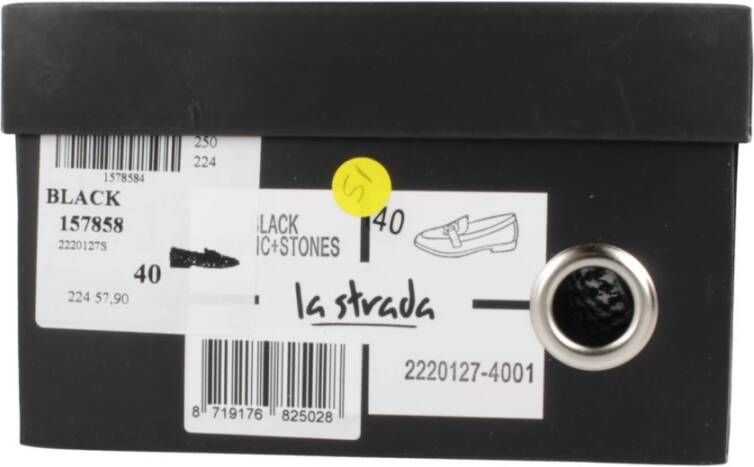 250
224
1578584
BLACK
157858
2220127S
40
224 57,90
40
BLACK
IC+STONES
la strada
2220127-4001
8 719176 825028